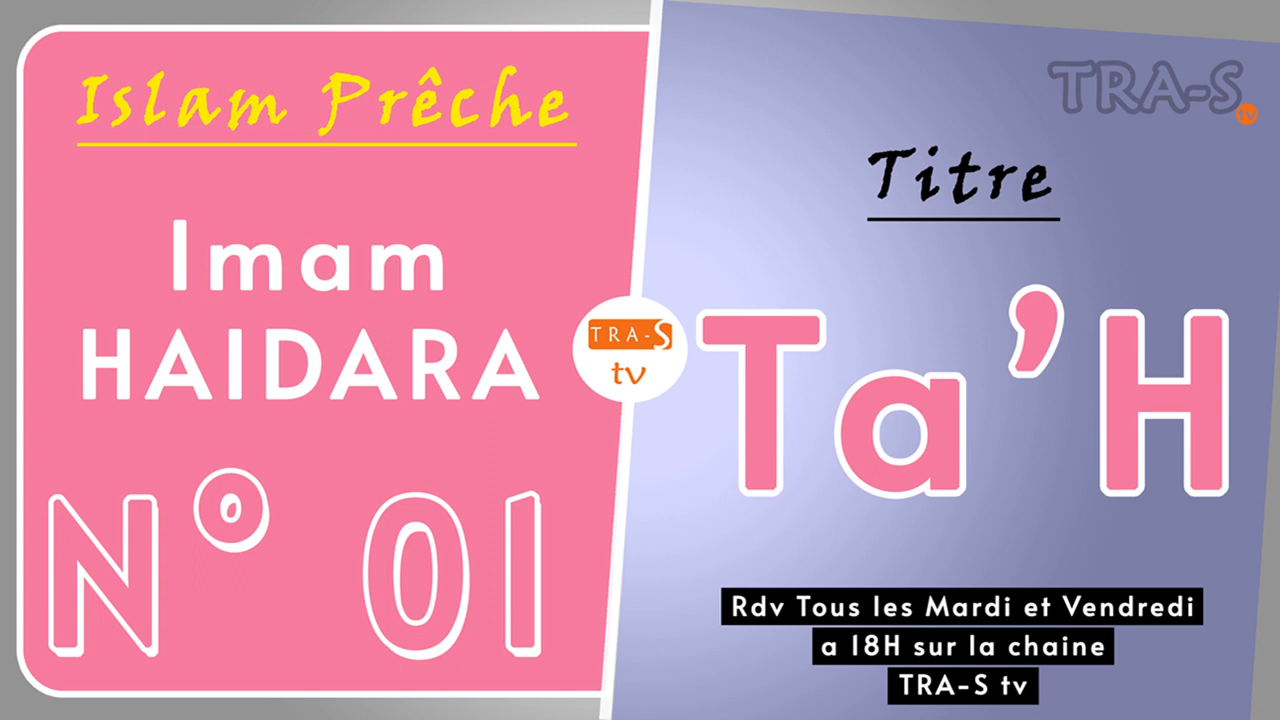 Islam Prêche
Imam
HAIDARA
N° 01
TRA-S
tv
TRA-S
tv
Titre
Ta’H
Rdv Tous les Mardi et Vendredi
a 18H sur la chaine
TRA-S tv